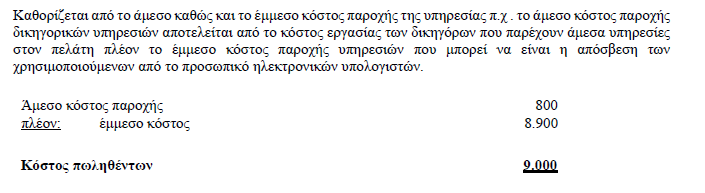 Καθορίζεται από το άμεσο καθώς και το έμμεσο κόστος παροχής της υπηρεσίας π.χ . το άμεσο κόστος παροχής
δικηγορικών υπηρεσιών αποτελείται από το κόστος εργασίας των δικηγόρων που παρέχουν άμεσα υπηρεσίες
στον πελάτη πλέον το έμμεσο κόστος παροχής υπηρεσιών που μπορεί να είναι η απόσβεση των
χρησιμοποιούμενων από το προσωπικό ηλεκτρονικών υπολογιστών.
Άμεσο κόστος παροχής 800
πλέον: έμμεσο κόστος 8.900
Κόστος πωληθέντων 9.000